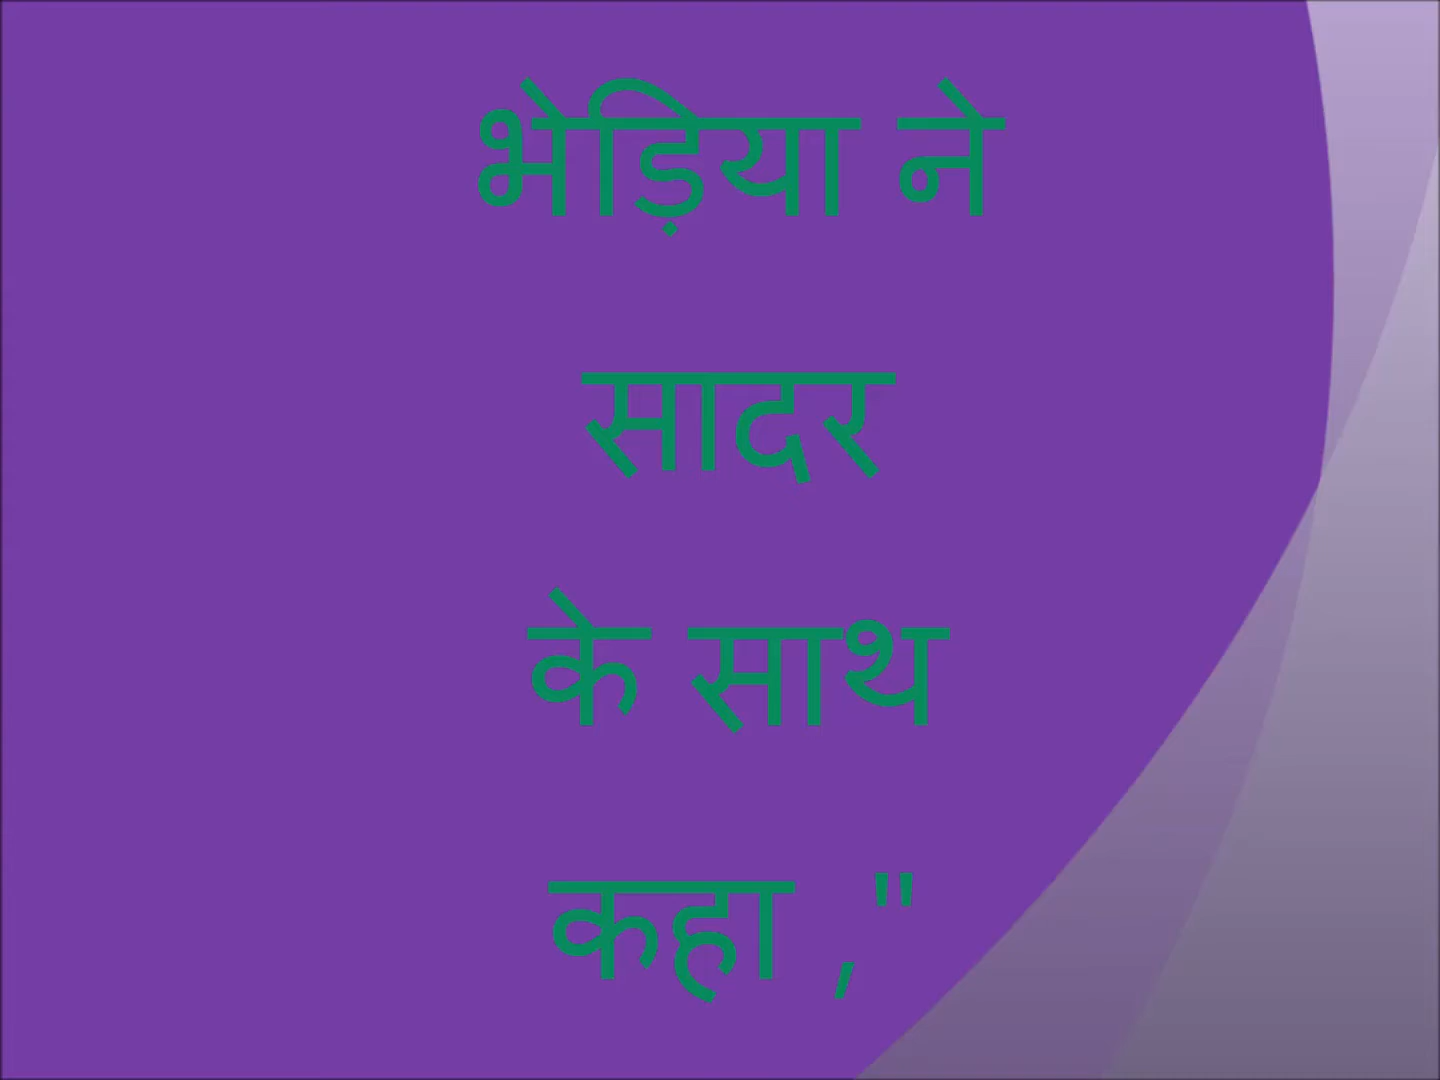 भेड़िया ने
सादर
के साथ
कहा ,"